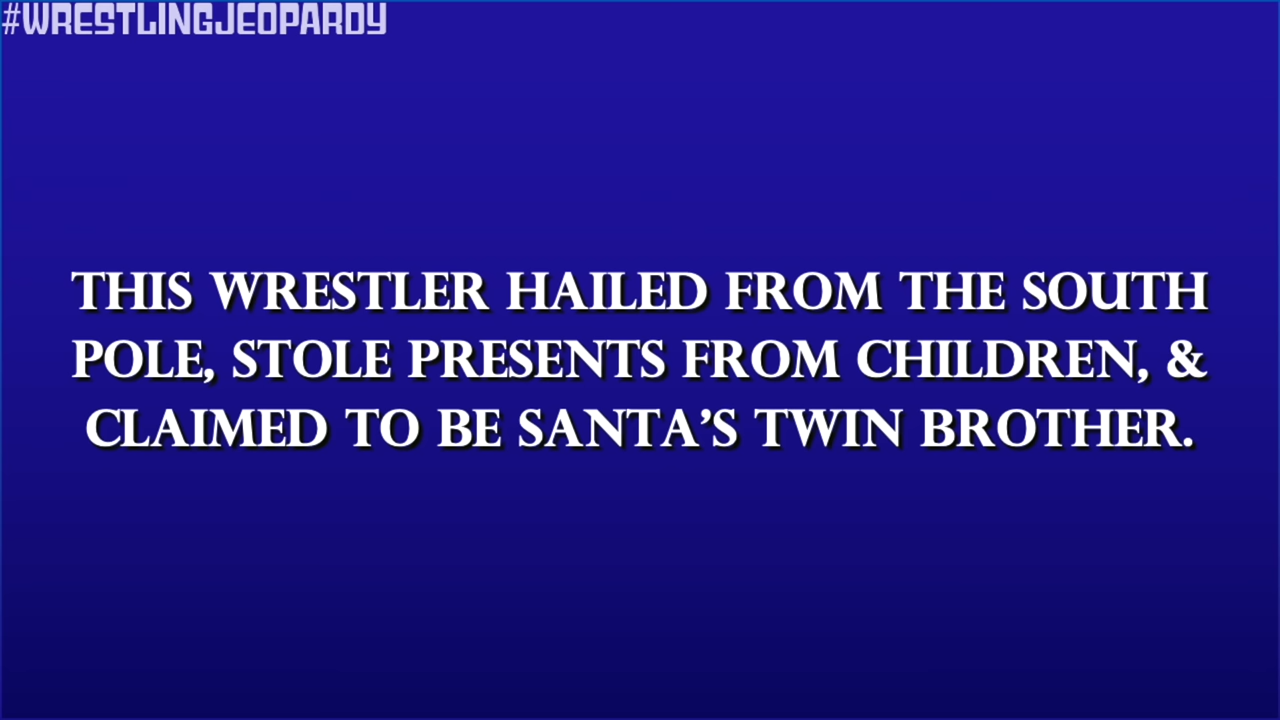 #WRESTLINGJEOPARDY
THIS WRESTLER HAILED FROM THE SOUTH
POLE, STOLE PRESENTS FROM CHILDREN, &
CLAIMED TO BE SANTA'S TWIN BROTHER.